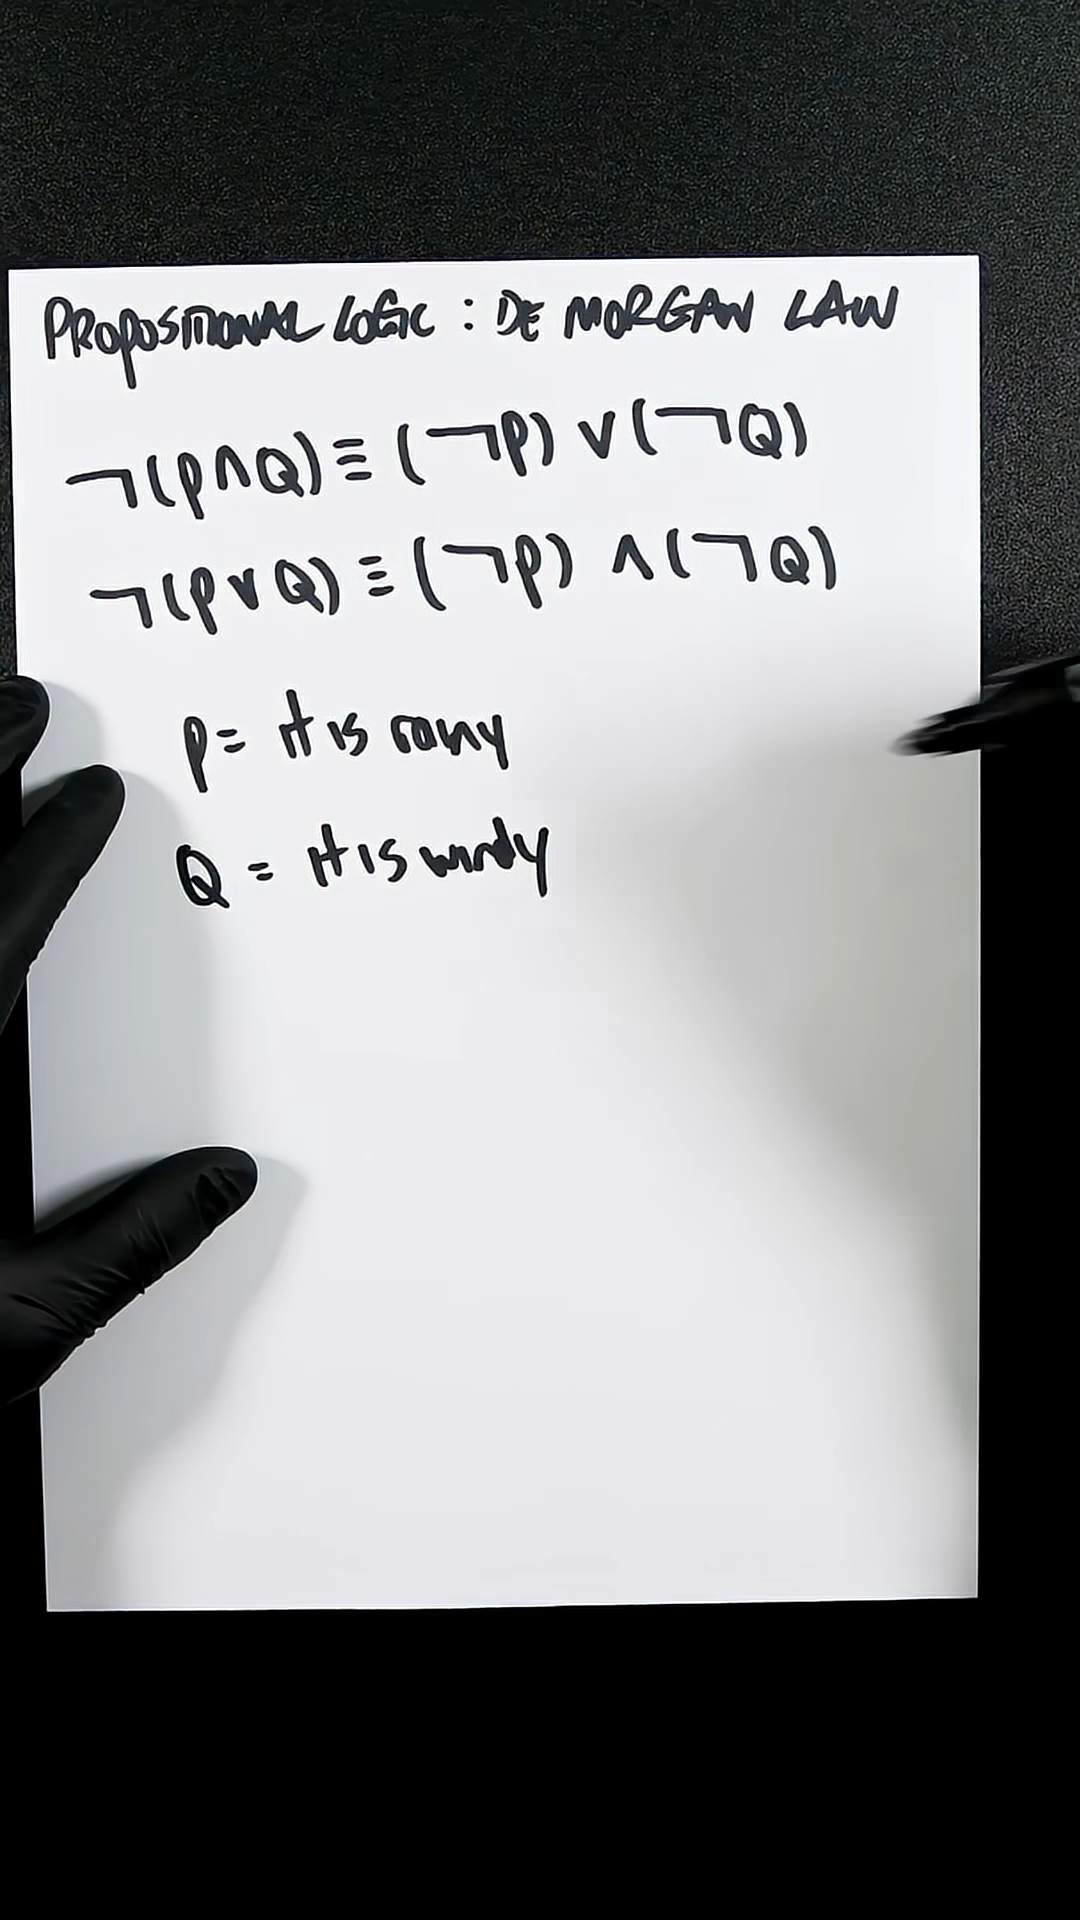 PROPOSITIONAL LOGIC : DE MORGAN LAW
¬(P∧Q) ≡ (¬P) ∨ (¬Q)
¬(P∨Q) ≡ (¬P) ∧ (¬Q)
P = It is rainy
Q = It is windy